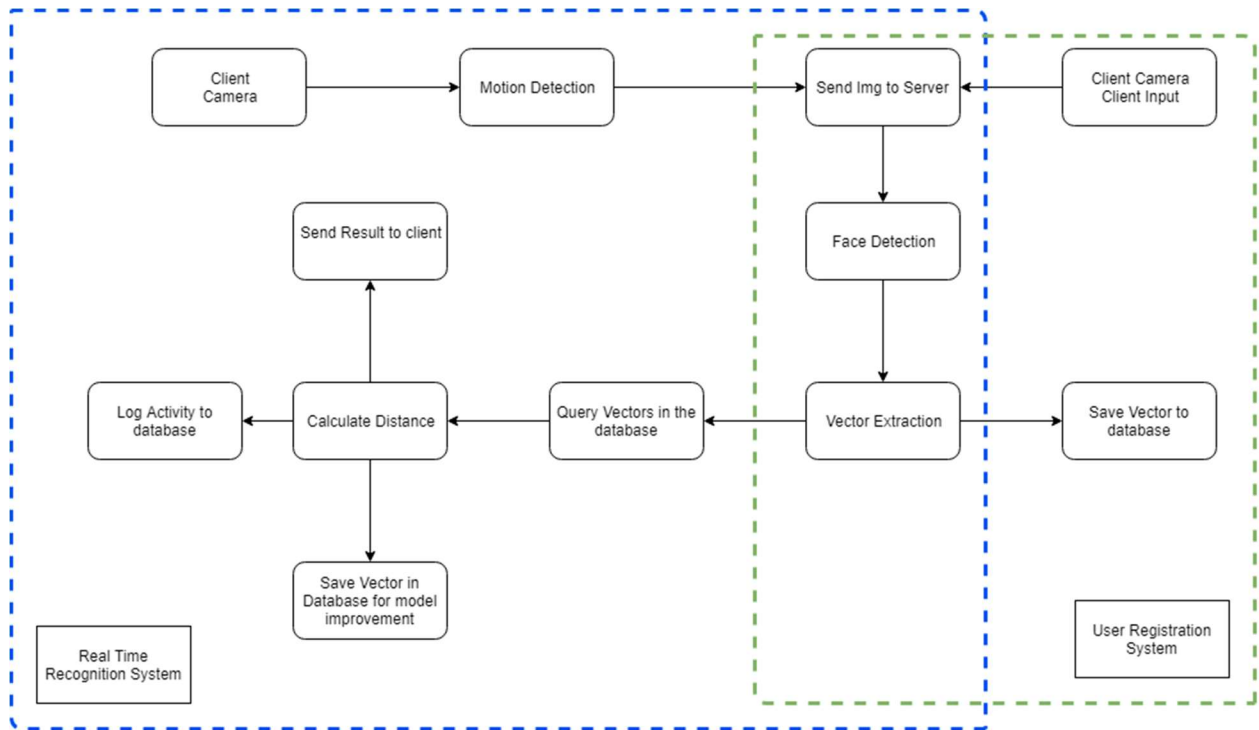 Client
Camera
Motion Detection
Send Img to Server
Client Camera
Client Input
Send Result to client
Face Detection
Log Activity to
database
Calculate Distance
Query Vectors in the
database
Vector Extraction
Save Vector to
database
Save Vector in
Database for model
improvement
Real Time
Recognition System
User Registration
System